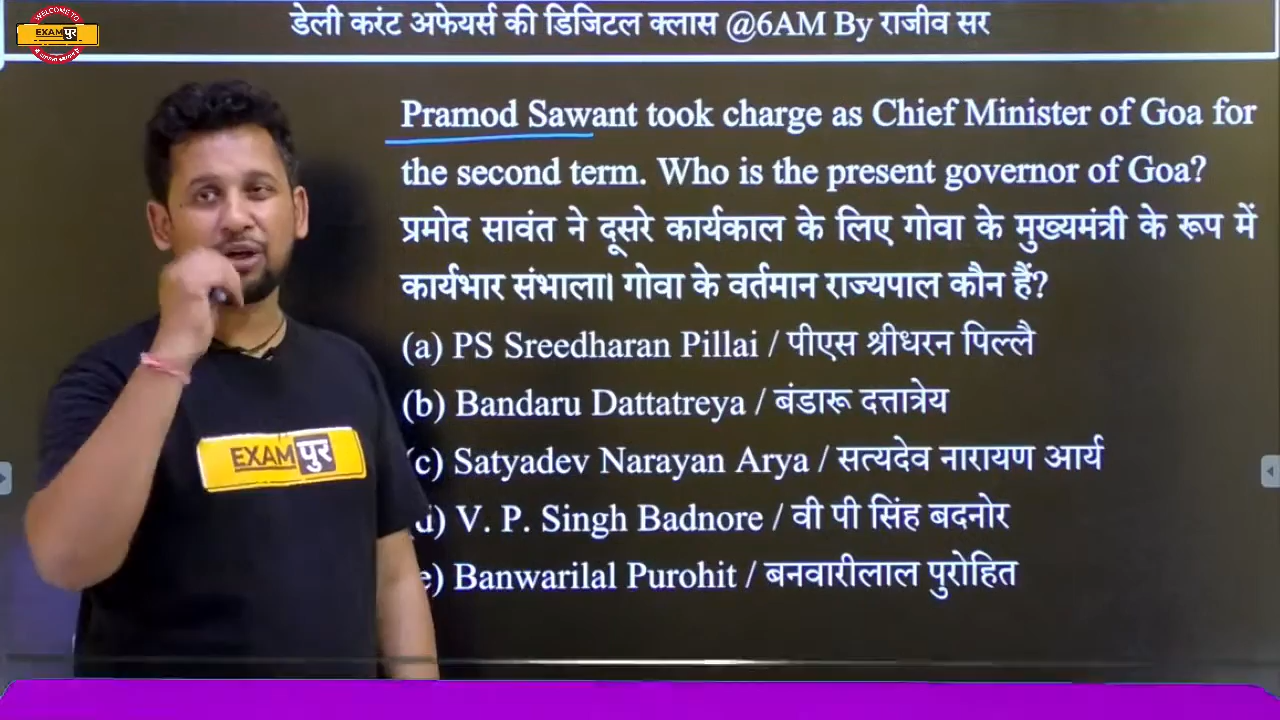 WELCOME TO
EXAMपुर
डेली करंट अफेयर्स की डिजिटल क्लास @6AM By राजीव सर
Pramod Sawant took charge as Chief Minister of Goa for
the second term. Who is the present governor of Goa?
प्रमोद सावंत ने दूसरे कार्यकाल के लिए गोवा के मुख्यमंत्री के रूप में
कार्यभार संभाला। गोवा के वर्तमान राज्यपाल कौन हैं?
(a) PS Sreedharan Pillai / पीएस श्रीधरन पिल्लै
(b) Bandaru Dattatreya / बंडारू दत्तात्रेय
(c) Satyadev Narayan Arya / सत्यदेव नारायण आर्य
d) V. P. Singh Badnore / वी पी सिंह बदनोर
e) Banwarilal Purohit / बनवारीलाल पुरोहित
EXAMपुर